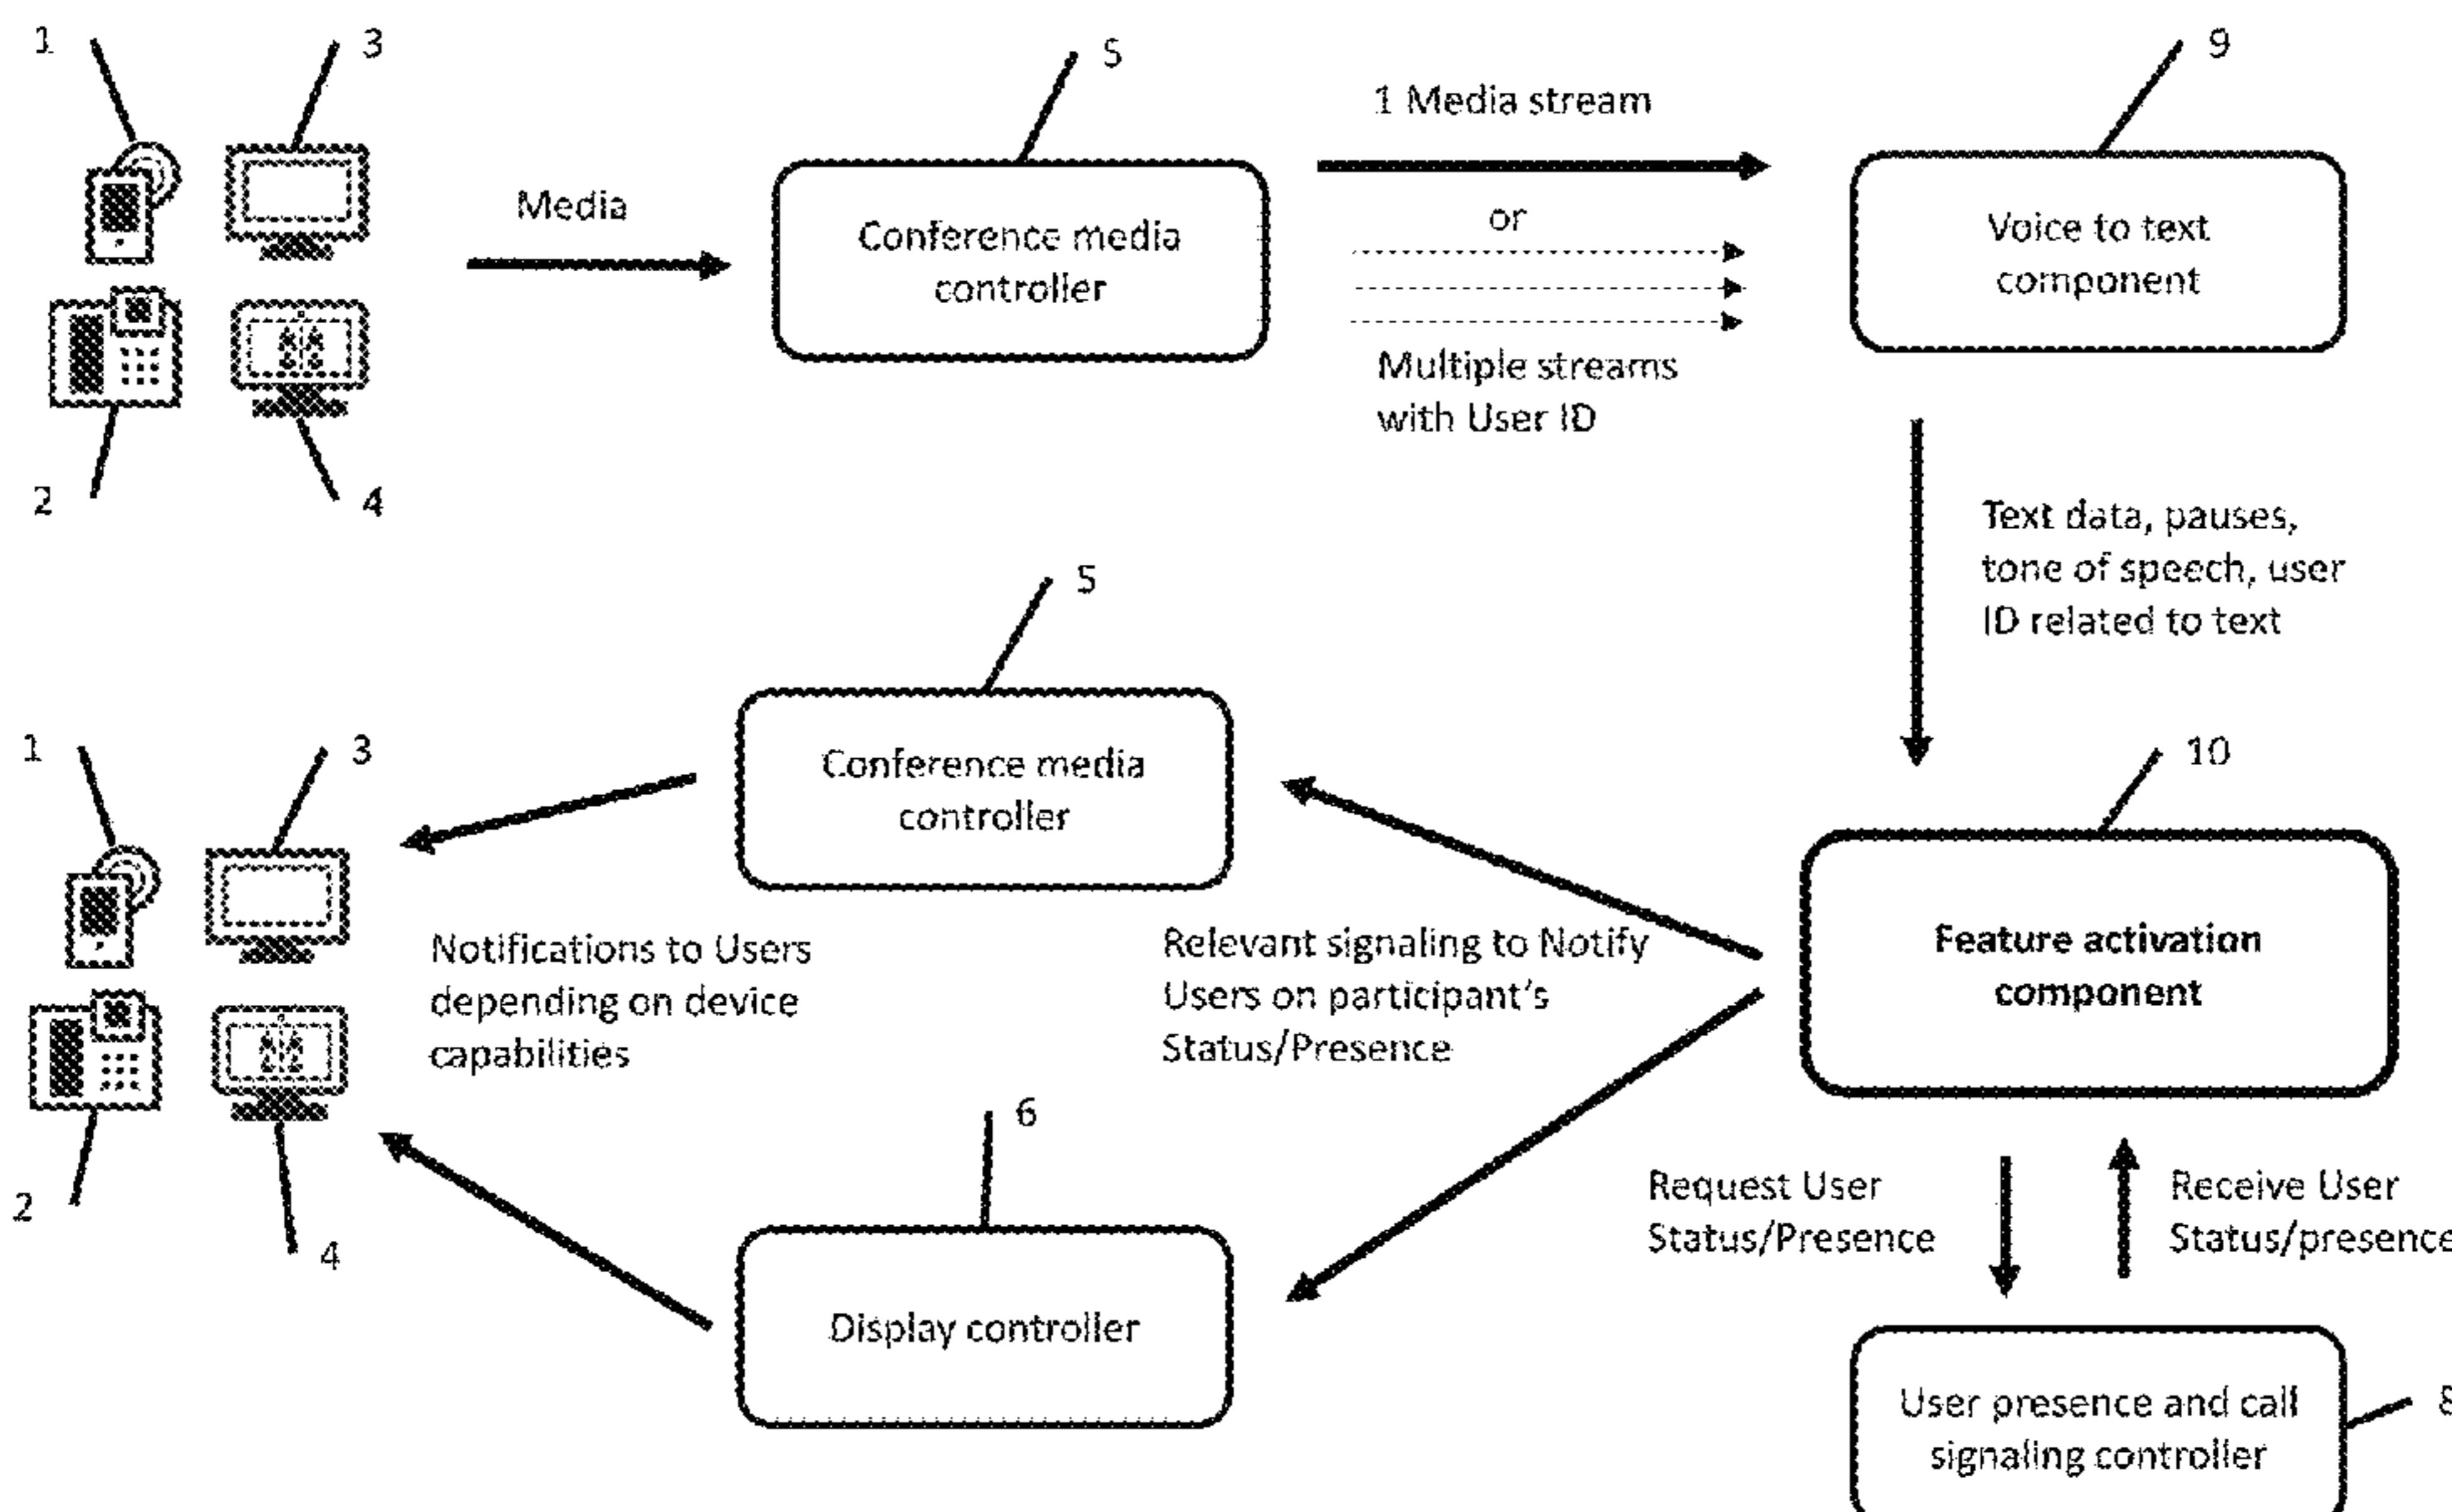 1
3
5
9
1 Media stream
Media
or
Conference media
controller
Voice to text
component
Multiple streams
with User ID
2
4
Text data, pauses,
tone of speech, user
ID related to text
5
1
3
10
Conference media
controller
Notifications to Users
depending on device
capabilities
Relevant signaling to Notify
Users on participant's
Status/Presence
Feature activation
component
6
2
4
Request User
Status/Presence
Receive User
Status/presence
Display controller
User presence and call
signaling controller
8